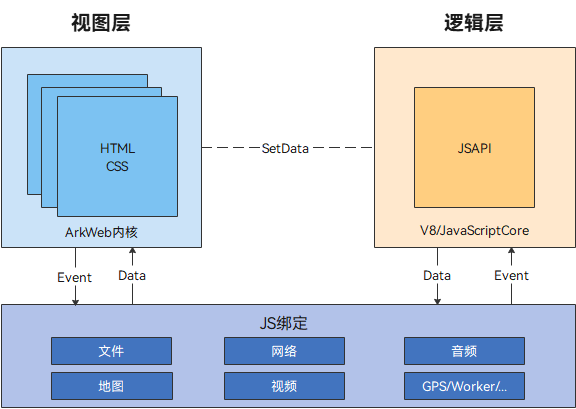 视图层
逻辑层
HTML
CSS
SetData
JSAPI
ArkWeb内核
V8/JavaScriptCore
Event
Data
Data
Event
JS绑定
文件
网络
音频
地图
视频
GPS/Worker/...